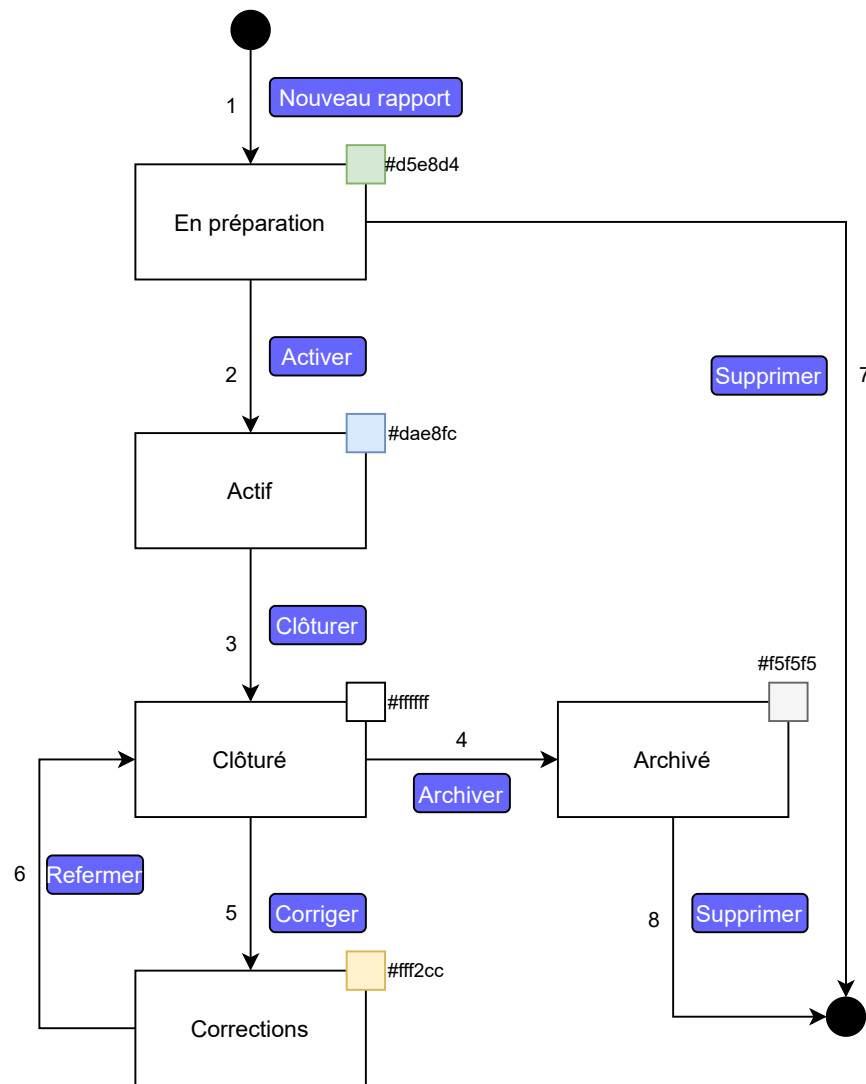 1
Nouveau rapport
#d5e8d4
En préparation
2
Activer
Supprimer
7
#dae8fc
Actif
3
Clôturer
#f5f5f5
#ffffff
Clôturé
4
Archiver
Archivé
6
Refermer
5
Corriger
8
Supprimer
#fff2cc
Corrections